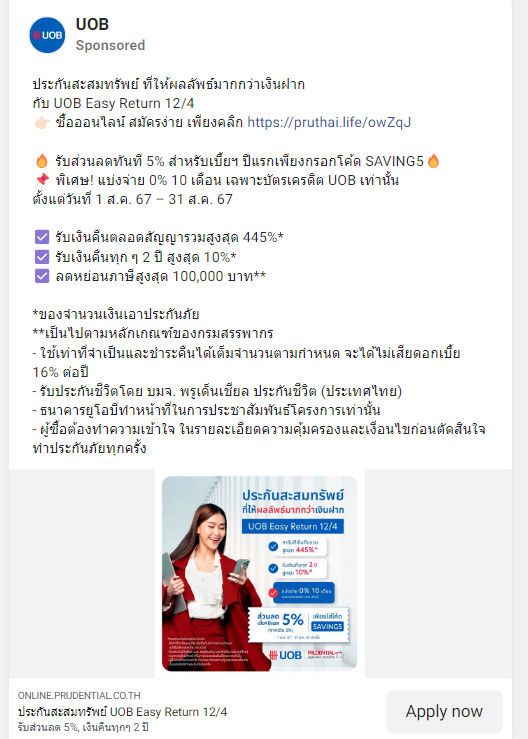 UOB
UOB
Sponsored
ประกันสะสมทรัพย์ ที่ให้ผลลัพธ์มากกว่าเงินฝาก
กับ UOB Easy Return 12/4
👉🏻 ซื้อออนไลน์ สมัครง่าย เพียงคลิก https://pruthai.life/owZqJ
🔥 รับส่วนลดทันที 5% สำหรับเบี้ยฯ ปีแรกเพียงกรอกโค้ด SAVING5🔥
📌 พิเศษ! แบ่งจ่าย 0% 10 เดือน เฉพาะบัตรเครดิต UOB เท่านั้น
ตั้งแต่วันที่ 1 ส.ค. 67 – 31 ส.ค. 67
☑ รับเงินคืนตลอดสัญญารวมสูงสุด 445%*
☑ รับเงินคืนทุก ๆ 2 ปี สูงสุด 10%*
☑ ลดหย่อนภาษีสูงสุด 100,000 บาท**
*ของจำนวนเงินเอาประกันภัย
**เป็นไปตามหลักเกณฑ์ของกรมสรรพากร
- ใช้เท่าที่จำเป็นและชำระคืนได้เต็มจำนวนตามกำหนด จะได้ไม่เสียดอกเบี้ย
16% ต่อปี
- รับประกันชีวิตโดย บมจ. พรูเด็นเชียล ประกันชีวิต (ประเทศไทย)
- ธนาคารยูโอบีทำหน้าที่ในการประชาสัมพันธ์โครงการเท่านั้น
- ผู้ซื้อต้องทำความเข้าใจ ในรายละเอียดความคุ้มครองและเงื่อนไขก่อนตัดสินใจ
ทำประกันภัยทุกครั้ง
ประกันสะสมทรัพย์
ที่ให้ผลลัพธ์มากกว่าเงินฝาก
UOB Easy Return 12/4
สูงสุด 445%*
รับเงินคืนทุก 2 ปี
สูงสุด 10%*
แบ่งจ่าย 0% 10 เดือน
ส่วนลด
5%
เพียงใส่โค้ด
SAVING5
UOB
PRUDENTIAL
ONLINE.PRUDENTIAL.CO.TH
ประกันสะสมทรัพย์ UOB Easy Return 12/4
รับส่วนลด 5%, เงินคืนทุกๆ 2 ปี
Apply now